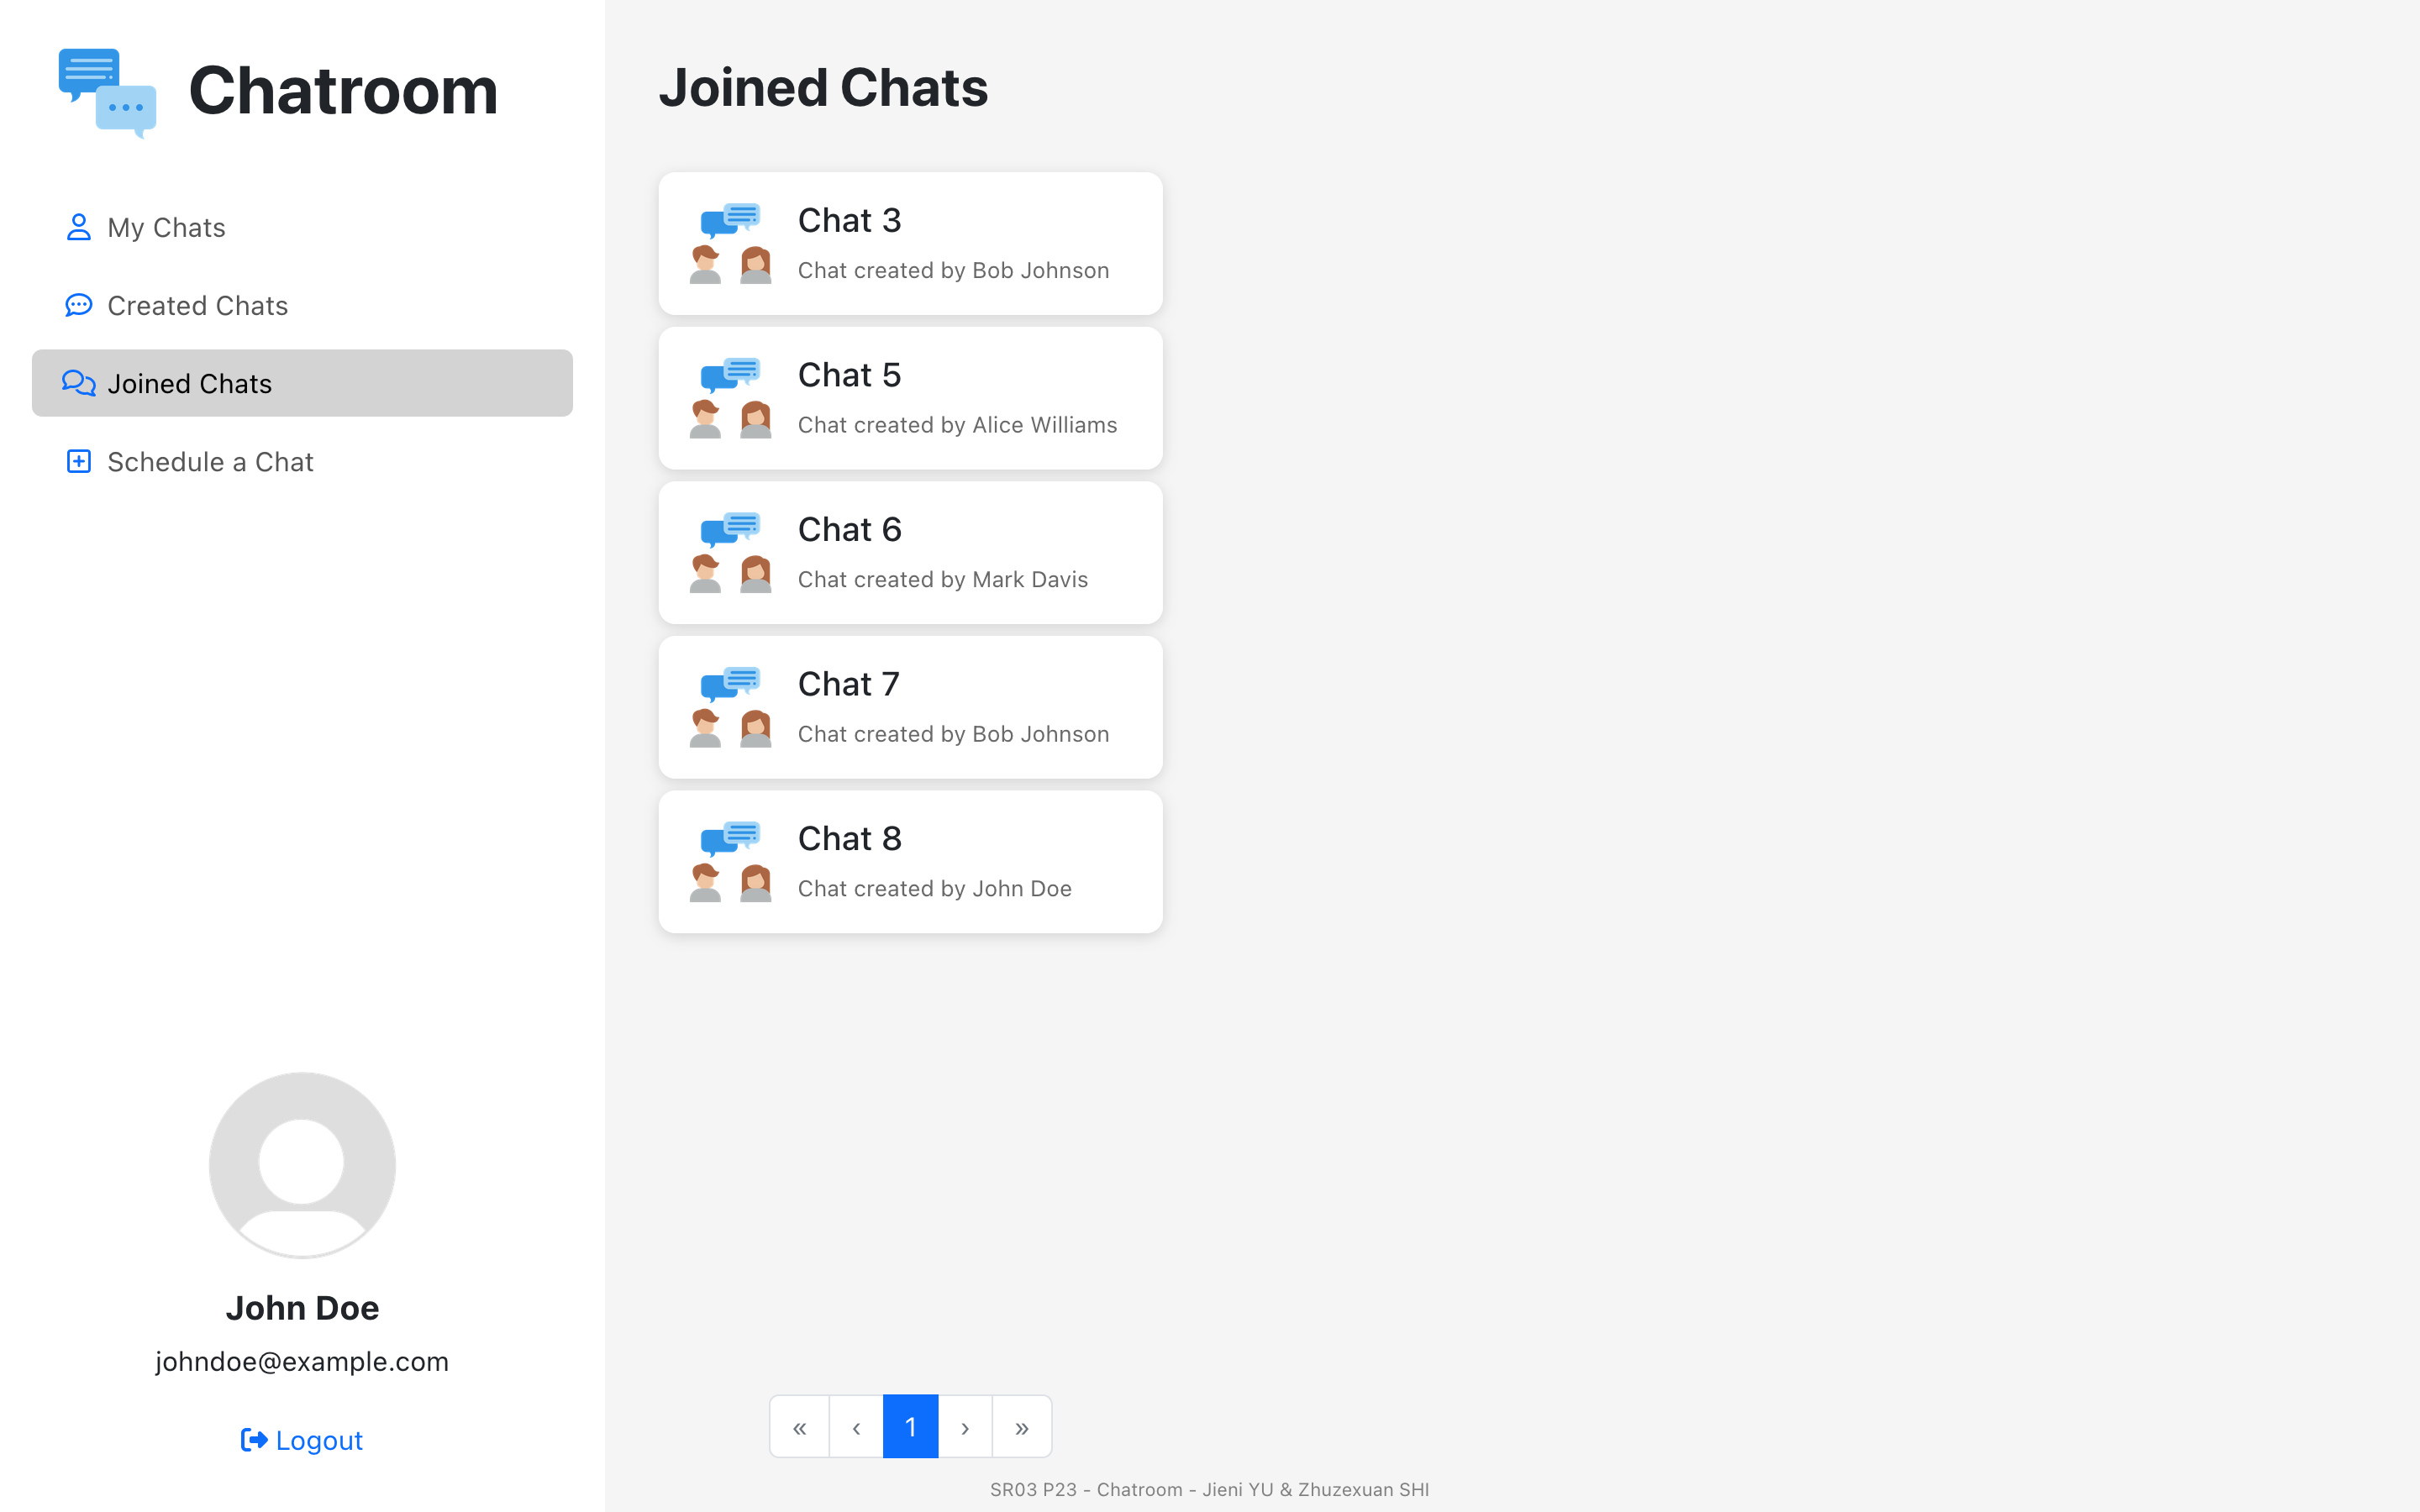 Chatroom
My Chats
Created Chats
Joined Chats
Schedule a Chat
John Doe
johndoe@example.com
Logout
Joined Chats
Chat 3
Chat created by Bob Johnson
Chat 5
Chat created by Alice Williams
Chat 6
Chat created by Mark Davis
Chat 7
Chat created by Bob Johnson
Chat 8
Chat created by John Doe
« ‹ 1 › »
SR03 P23 - Chatroom - Jieni YU & Zhuzexuan SHI